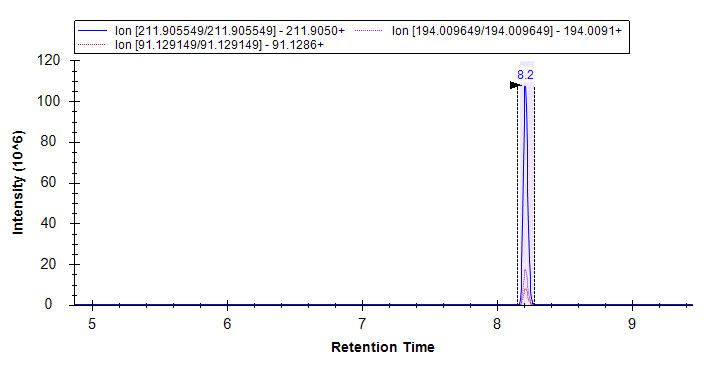 Ion [211.905549/211.905549] - 211.9050+ Ion [194.009649/194.009649] - 194.0091+
Ion [91.129149/91.129149] - 91.1286+
120
8.2
100
80
60
40
20
0
Intensity (10^6)
5 6 7 8 9
Retention Time